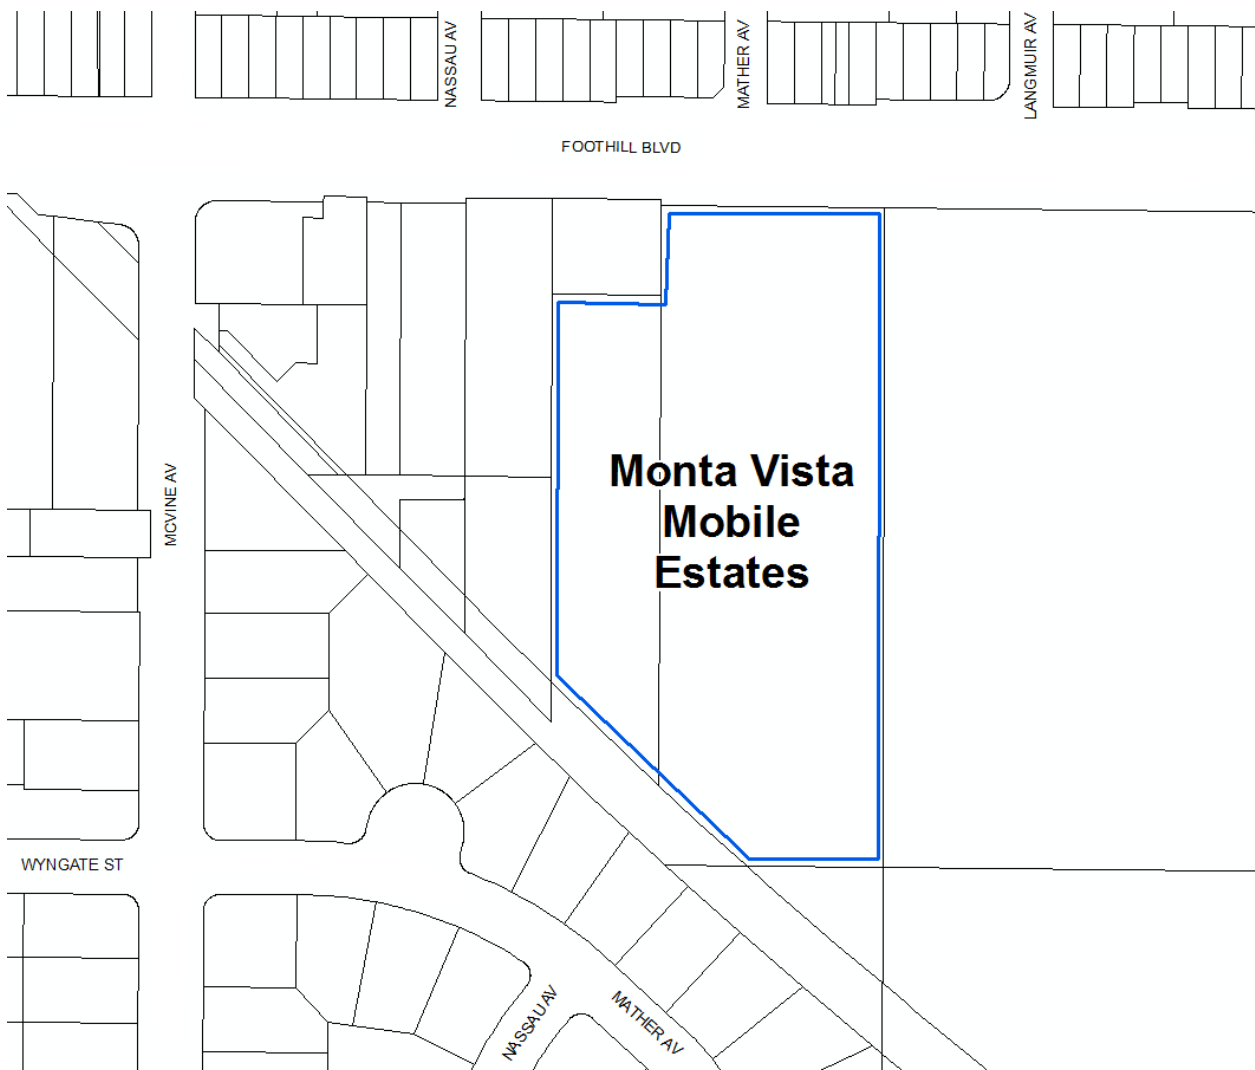 NASSAU AV
MATHER AV
LANGMUIR AV
FOOTHILL BLVD
MCVINE AV
Monta Vista
Mobile
Estates
WYNGATE ST
NASSAU AV
MATHER AV